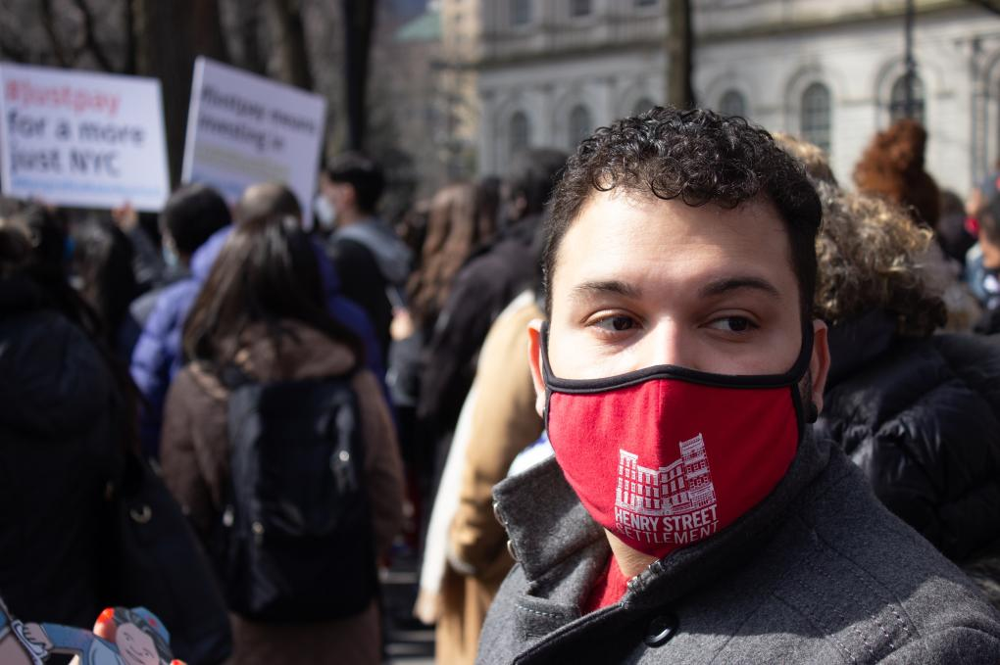 #justpay
for a more
just NYC
#justpay means
investing in
HENRY STREET
SETTLEMENT